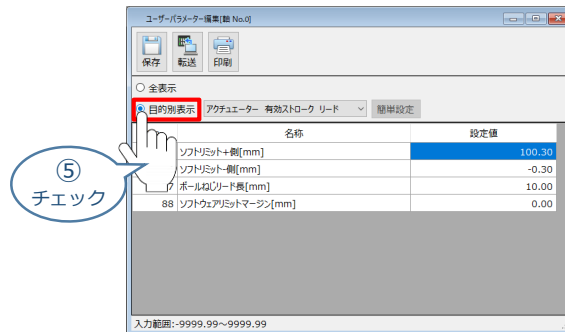 ユーザーパラメーター編集[軸 No.0]
保存 転送 印刷
全表示
目的別表示 アクチュエーター 有効ストローク リード 簡単設定
名称 設定値
ソフトリミット+側[mm] 100.30
ソフトリミット-側[mm] -0.30
7 ボールねじリード長[mm] 10.00
88 ソフトウェアリミットマージン[mm] 0.00
⑤
チェック
入力範囲:-9999.99～9999.99